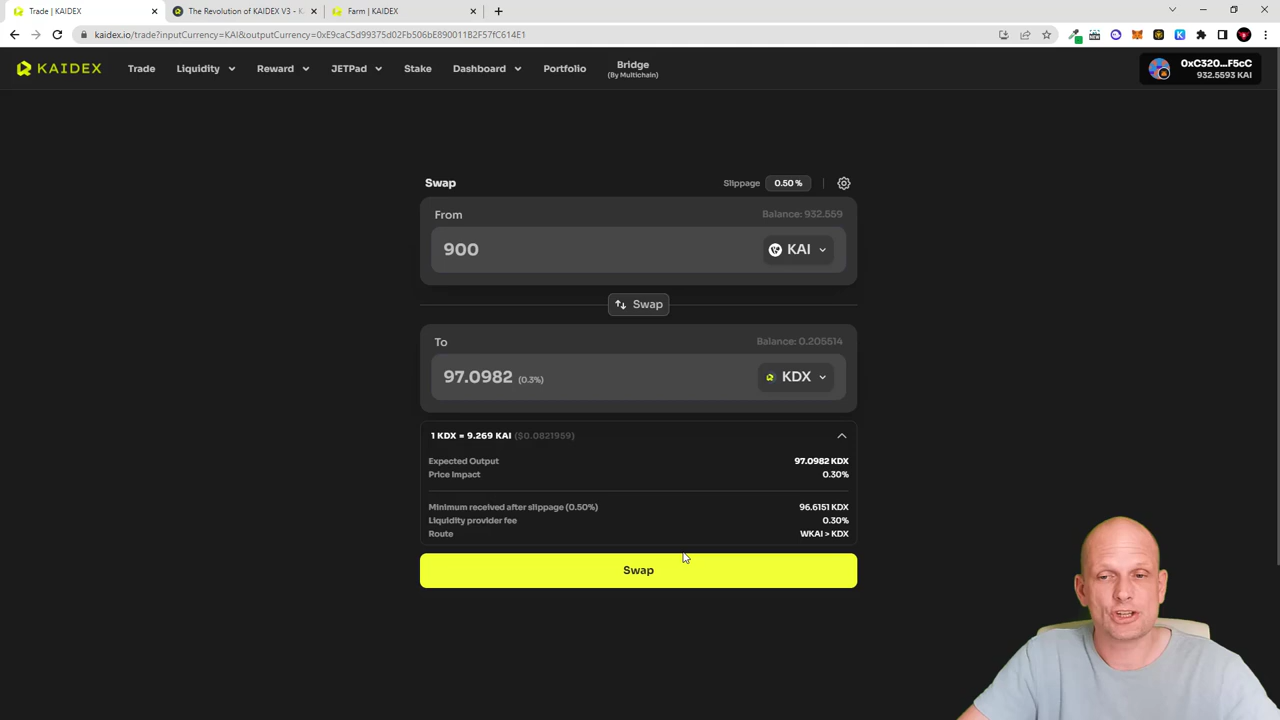 Trade | KAIDEX
The Revolution of KAIDEX V3 - K
Farm | KAIDEX
kaidex.io/trade?inputCurrency=KAI&outputCurrency=0xE9caC5d99375d02Fb506bE890011B2F57fC614E1
KAIDEX
Trade
Liquidity
Reward
JETPad
Stake
Dashboard
Portfolio
Bridge
(By Multichain)
0xC320...F5cC
932.5593 KAI
Swap
Slippage
0.50 %
From
Balance: 932.559
900
KAI
Swap
To
Balance: 0.205514
97.0982 (0.3%)
KDX
1 KDX = 9.269 KAI ($0.0821959)
Expected Output
97.0982 KDX
Price Impact
0.30%
Minimum received after slippage (0.50%)
96.6151 KDX
Liquidity provider fee
0.30%
Route
WKAI > KDX
Swap